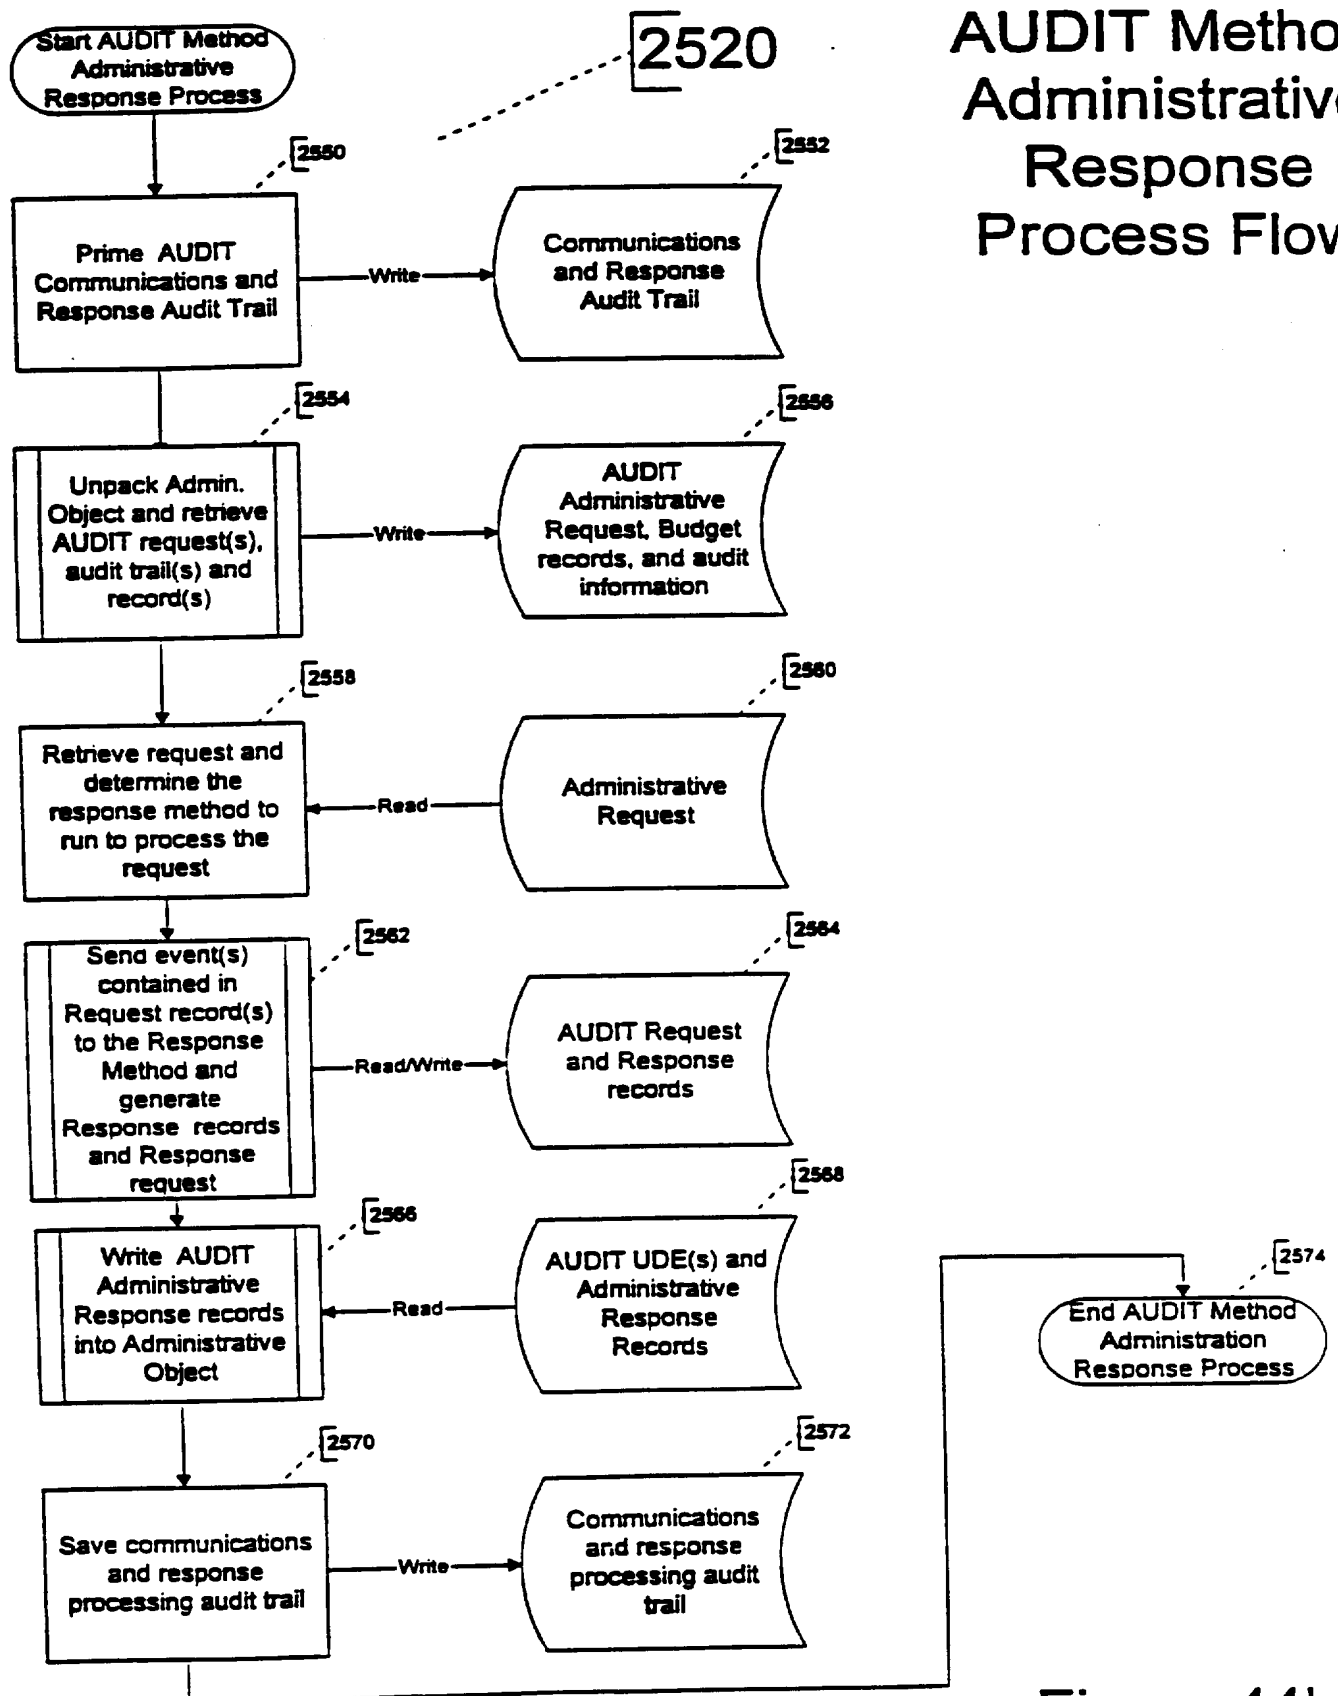 AUDIT Metho
Administrative
Response
Process Flow
2520
Start AUDIT Method
Administrative
Response Process
2550
Prime AUDIT
Communications and
Response Audit Trail
Write
2552
Communications
and Response
Audit Trail
2554
Unpack Admin.
Object and retrieve
AUDIT request(s),
audit trail(s) and
record(s)
Write
2556
AUDIT
Administrative
Request, Budget
records, and audit
information
2558
Retrieve request and
determine the
response method to
run to process the
request
Read
2560
Administrative
Request
2562
Send event(s)
contained in
Request record(s)
to the Response
Method and
generate
Response records
and Response
request
Read/Write
2564
AUDIT Request
and Response
records
2566
Write AUDIT
Administrative
Response records
into Administrative
Object
Read
2568
AUDIT UDE(s) and
Administrative
Response
Records
2570
Save communications
and response
processing audit trail
Write
2572
Communications
and response
processing audit
trail
2574
End AUDIT Method
Administration
Response Process